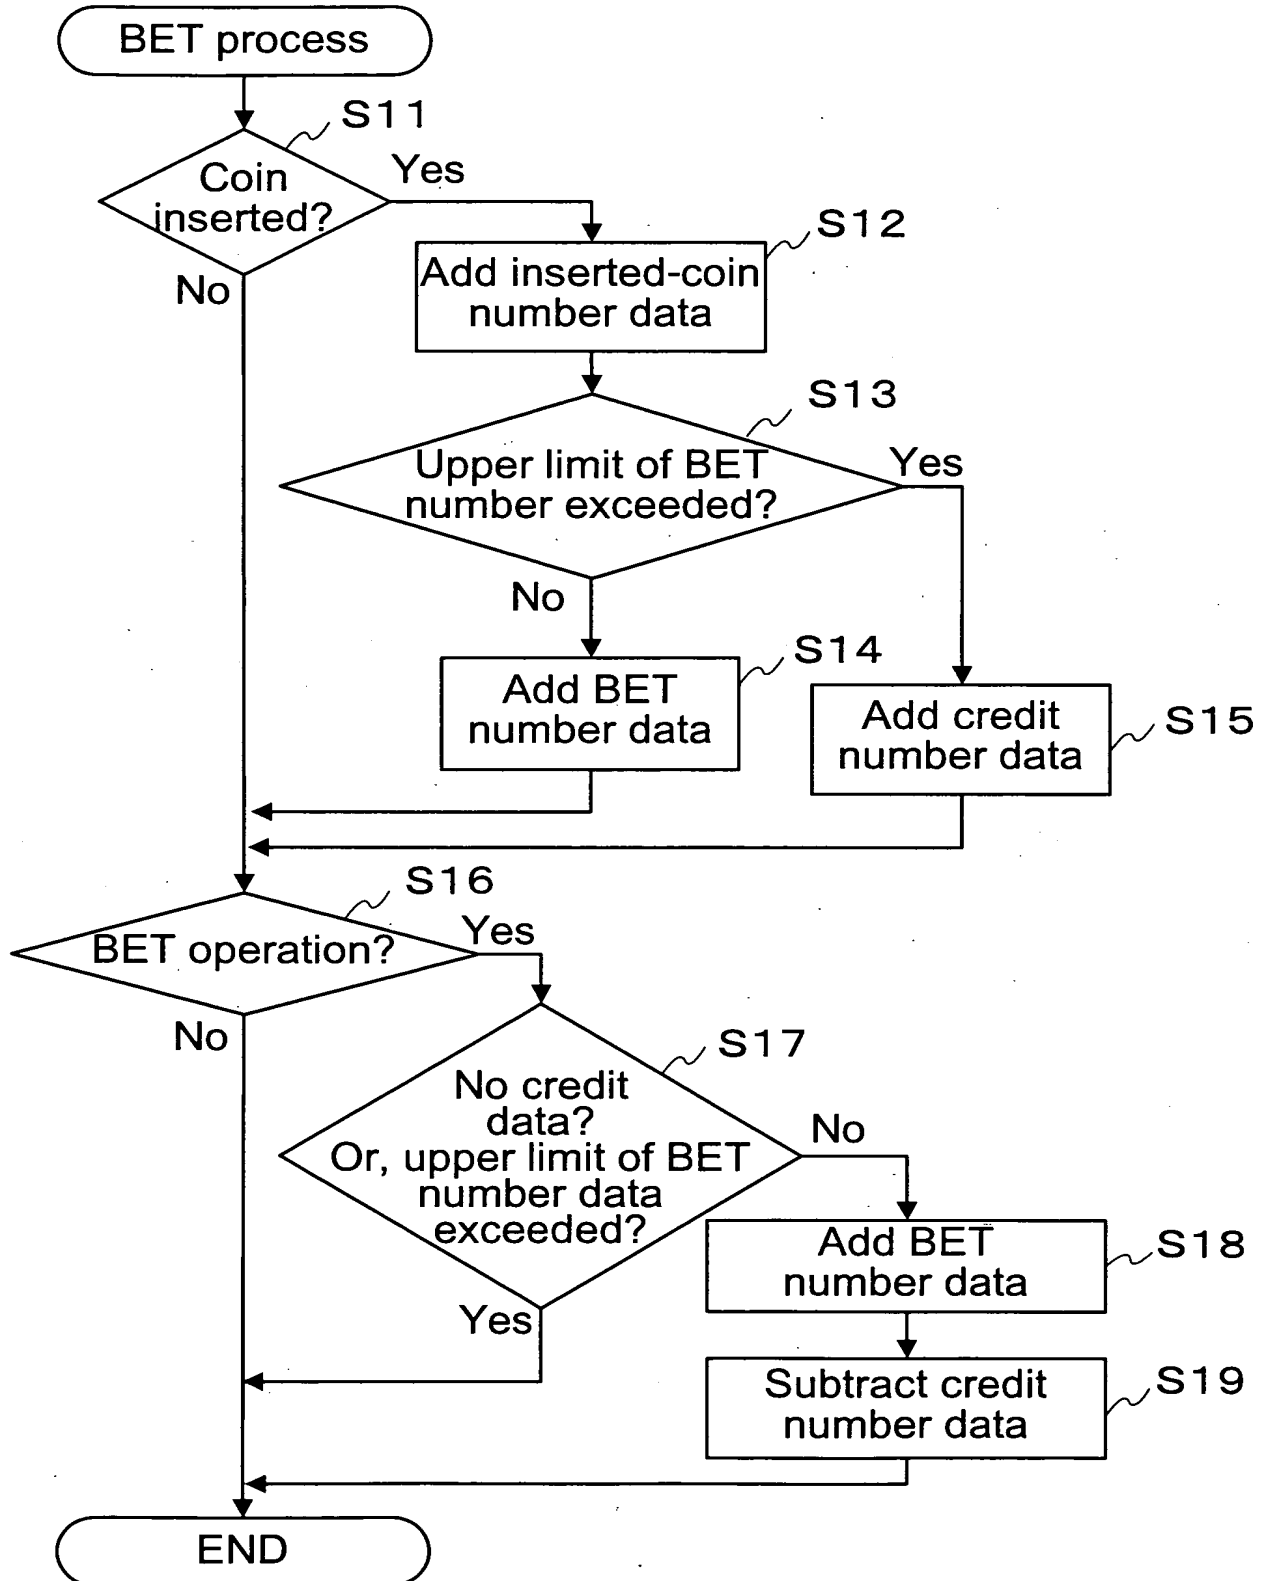 BET process
S11
Coin
inserted?
Yes
No
S12
Add inserted-coin
number data
S13
Upper limit of BET
number exceeded?
Yes
No
S14
Add BET
number data
S15
Add credit
number data
S16
BET operation?
Yes
No
S17
No credit
data?
Or, upper limit of BET
number data
exceeded?
No
Yes
S18
Add BET
number data
S19
Subtract credit
number data
END